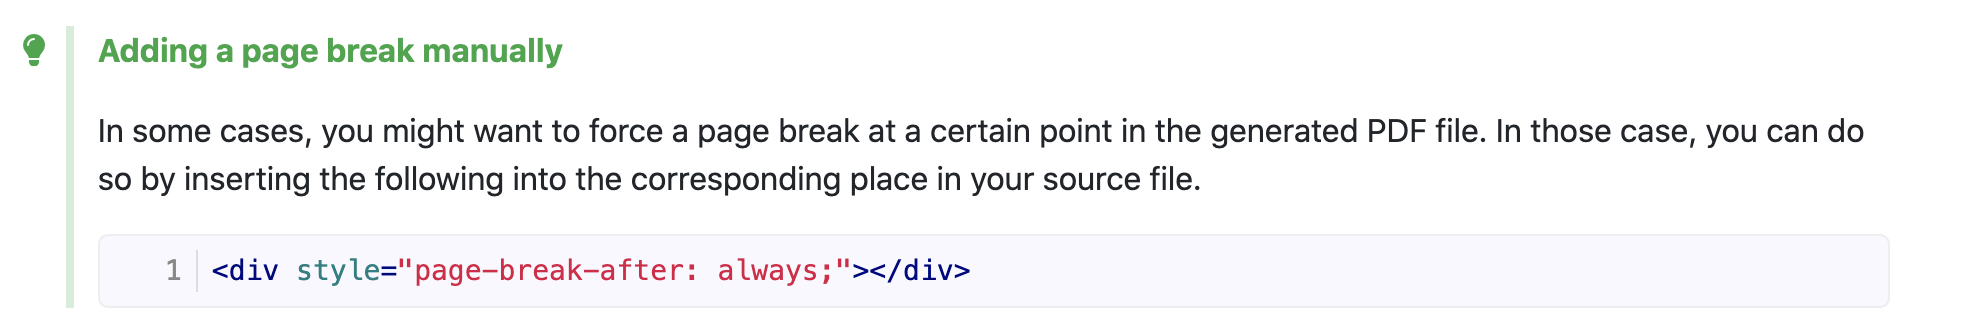 Adding a page break manually
In some cases, you might want to force a page break at a certain point in the generated PDF file. In those case, you can do
so by inserting the following into the corresponding place in your source file.
1 <div style="page-break-after: always;"></div>